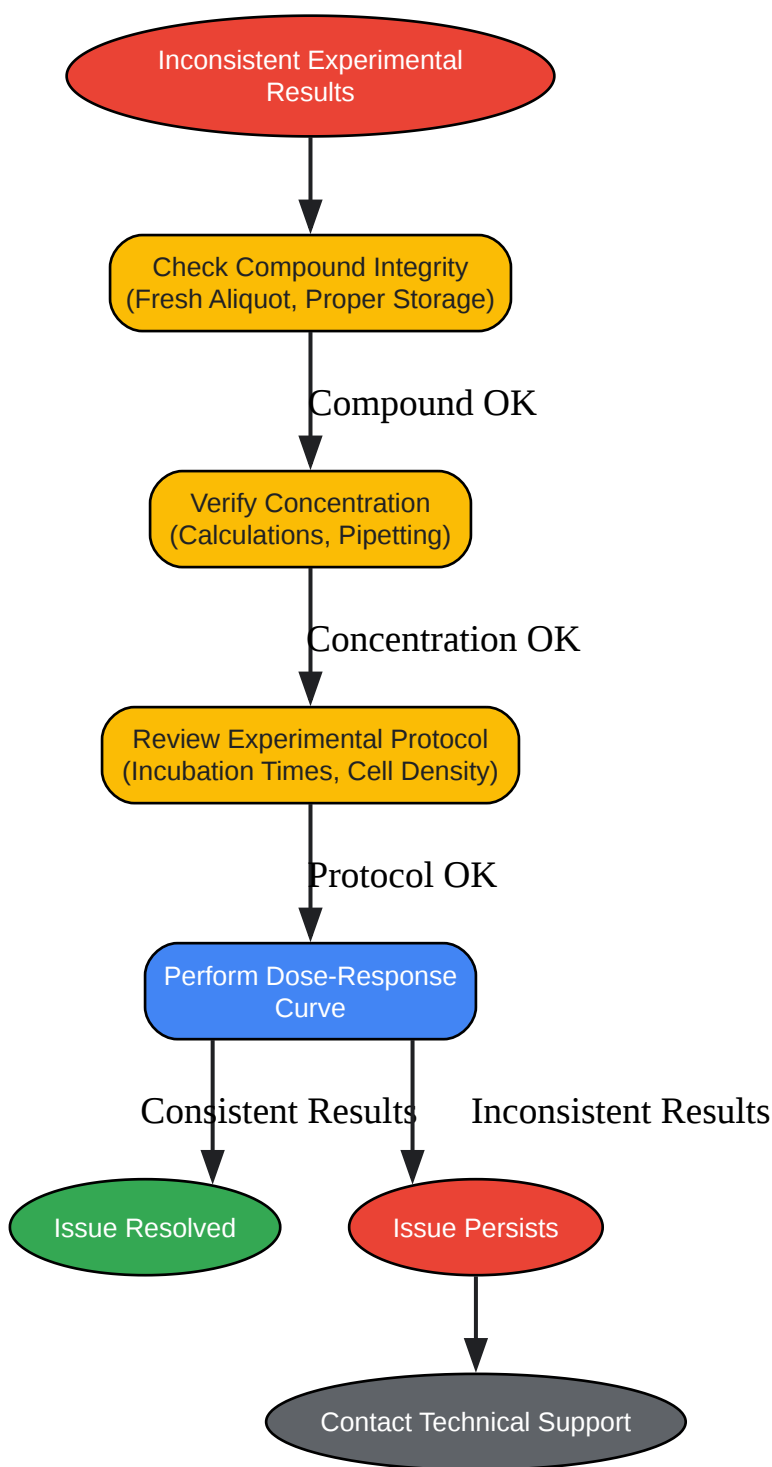 Inconsistent Experimental
Results
Check Compound Integrity
(Fresh Aliquot, Proper Storage)
Compound OK
Verify Concentration
(Calculations, Pipetting)
Concentration OK
Review Experimental Protocol
(Incubation Times, Cell Density)
Protocol OK
Perform Dose-Response
Curve
Consistent Results
Inconsistent Results
Issue Resolved
Issue Persists
Contact Technical Support